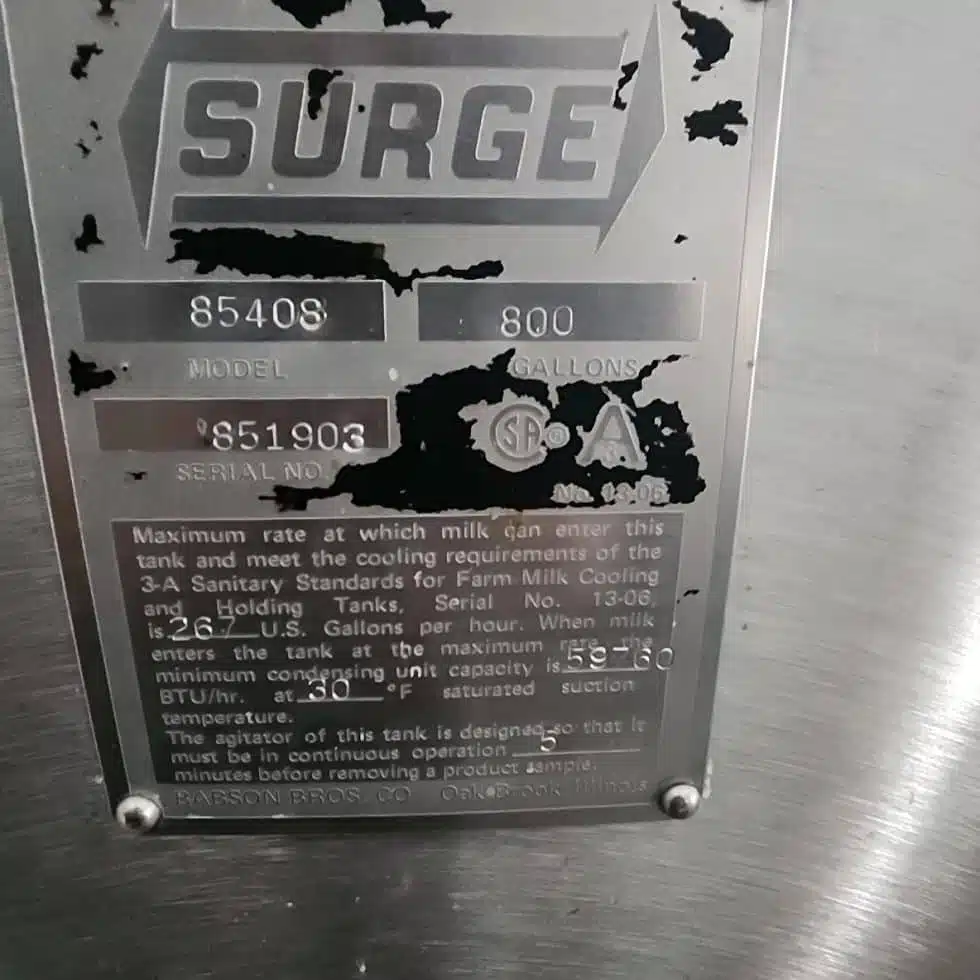 SURGE
85408 800
MODEL GALLONS
851903
SERIAL NO.
SA ® A
3
No. 13-06
Maximum rate at which milk can enter this
tank and meet the cooling requirements of the
3-A Sanitary Standards for Farm Milk Cooling
and Holding Tanks, Serial No. 13-06,
is 267 U.S. Gallons per hour. When milk
enters the tank at the maximum rate, the
minimum condensing unit capacity is 59760
BTU/hr. at 30 °F saturated suction
temperature.
The agitator of this tank is designed so that it
must be in continuous operation 5
minutes before removing a product sample.
BABSON BROS. CO Oak Brook Illinois